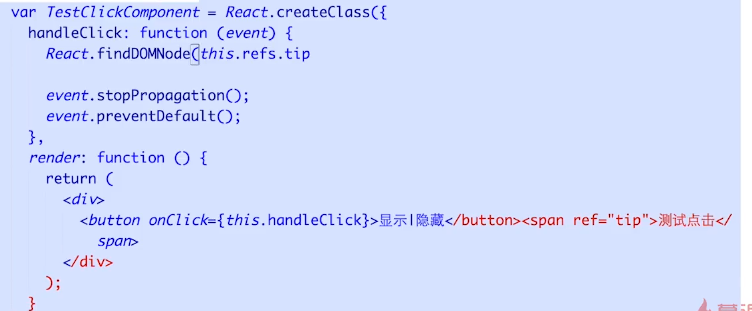 var TestClickComponent = React.createClass({
handleClick: function (event) {
React.findDOMNode(this.refs.tip
event.stopPropagation();
event.preventDefault();
},
render: function () {
return (
<div>
<button onClick={this.handleClick}>显示|隐藏</button><span ref="tip">测试点击</
span>
</div>
);
}